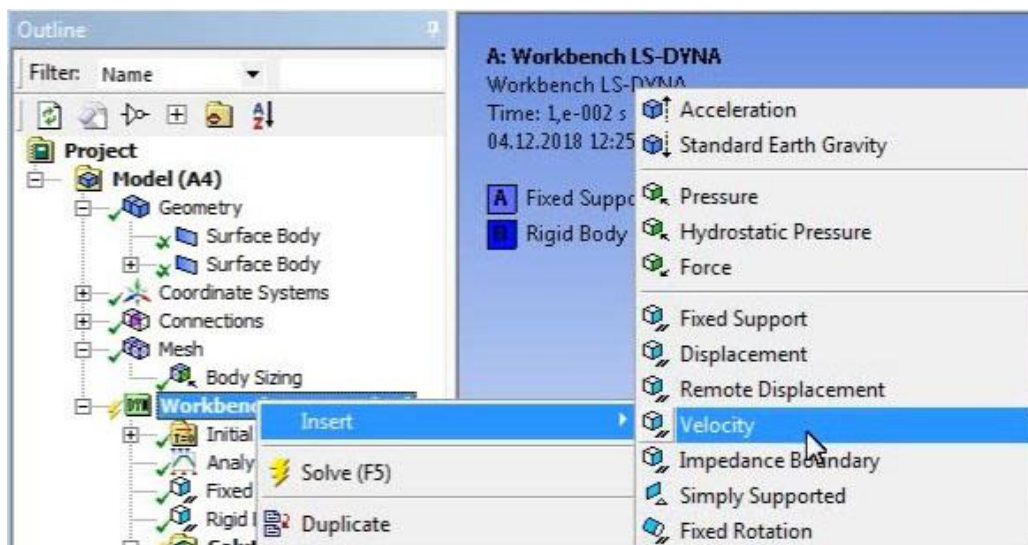 Outline
Filter: Name
Project
Model (A4)
Geometry
Surface Body
Surface Body
Coordinate Systems
Connections
Mesh
Body Sizing
Workben
Initial
Analy
Fixed
Rigid
A: Workbench LS-DYNA
Workbench LS-DYNA
Time: 1,e-002 s
04.12.2018 12:25
A Fixed Suppo
B Rigid Body
Insert
Solve (F5)
Duplicate
Acceleration
Standard Earth Gravity
Pressure
Hydrostatic Pressure
Force
Fixed Support
Displacement
Remote Displacement
Velocity
Impedance Boundary
Simply Supported
Fixed Rotation